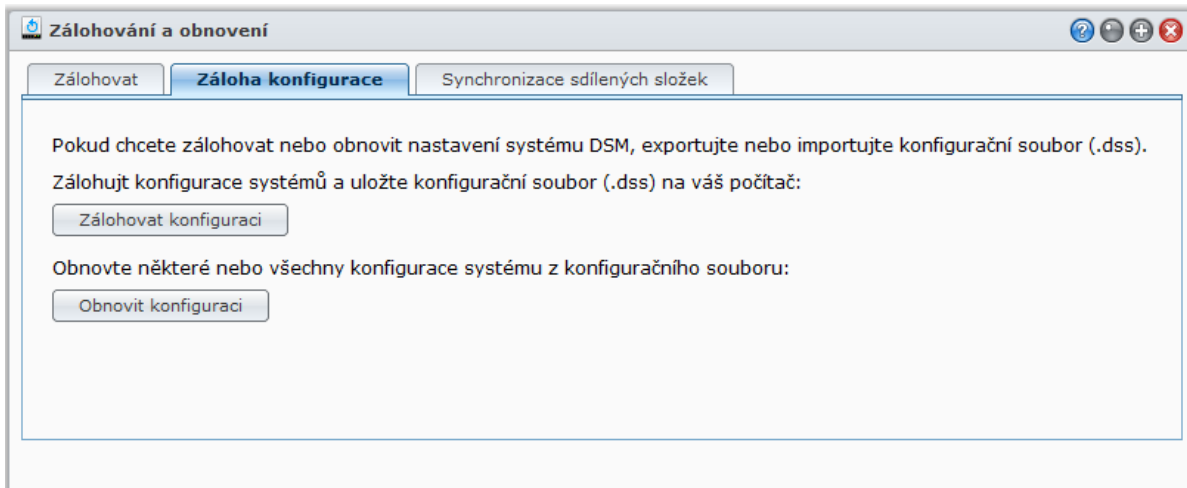 Zálohování a obnovení
Zálohovat Záloha konfigurace Synchronizace sdílených složek
Pokud chcete zálohovat nebo obnovit nastavení systému DSM, exportujte nebo importujte konfigurační soubor (.dss).
Zálohujt konfigurace systémů a uložte konfigurační soubor (.dss) na váš počítač:
Zálohovat konfiguraci
Obnovte některé nebo všechny konfigurace systému z konfiguračního souboru:
Obnovit konfiguraci